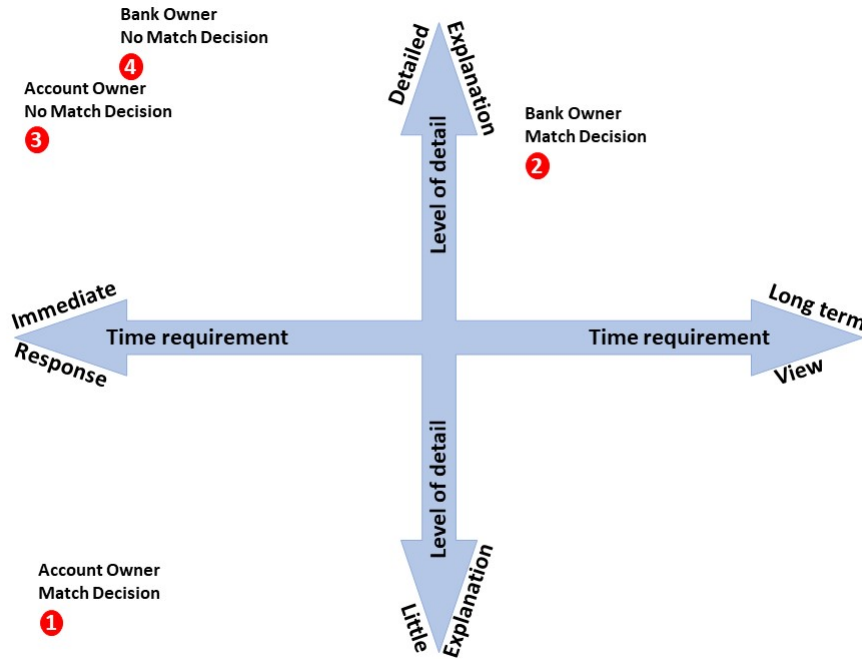 Bank Owner
No Match Decision
4
Account Owner
No Match Decision
3
Detailed
Explanation
Level of detail
Bank Owner
Match Decision
2
Immediate
Response
Time requirement
Time requirement
Long term
View
Level of detail
Little
Explanation
Account Owner
Match Decision
1